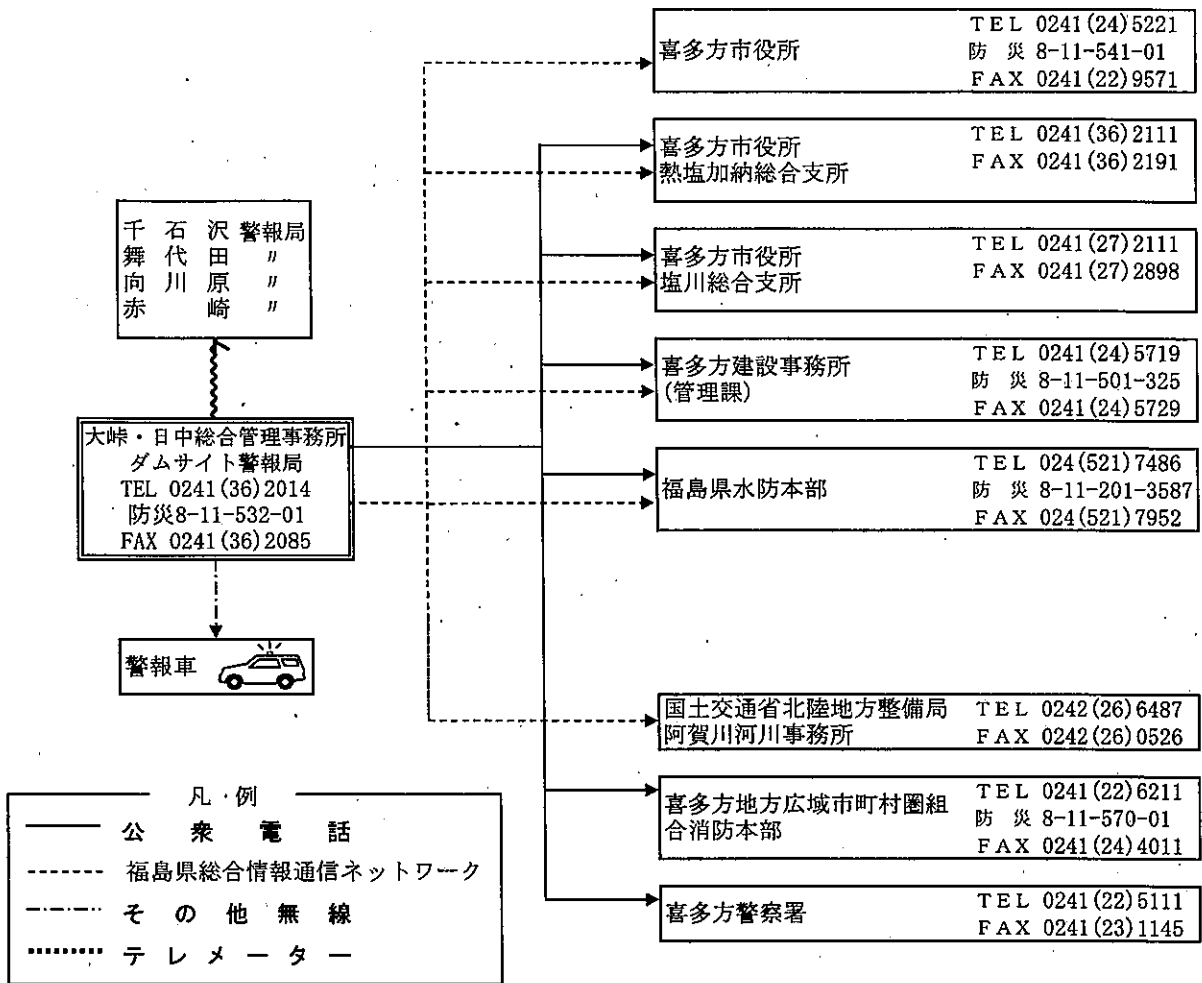 喜多方市役所
TEL 0241(24)5221
防 災 8-11-541-01
FAX 0241(22)9571
喜多方市役所
熱塩加納総合支所
TEL 0241(36)2111
FAX 0241(36)2191
千 石 沢 警報局
舞 代 田 〃
向 川 原 〃
赤 崎 〃
喜多方市役所
塩川総合支所
TEL 0241(27)2111
FAX 0241(27)2898
喜多方建設事務所
(管理課)
TEL 0241(24)5719
防 災 8-11-501-325
FAX 0241(24)5729
大峠・日中総合管理事務所
ダムサイト警報局
TEL 0241(36)2014
防災8-11-532-01
FAX 0241(36)2085
福島県水防本部
TEL 024(521)7486
防 災 8-11-201-3587
FAX 024(521)7952
警報車
国土交通省北陸地方整備局
阿賀川河川事務所
TEL 0242(26)6487
FAX 0242(26)0526
喜多方地方広域市町村圏組
合消防本部
TEL 0241(22)6211
防 災 8-11-570-01
FAX 0241(24)4011
喜多方警察署
TEL 0241(22)5111
FAX 0241(23)1145
凡・例
公 衆 電 話
福島県総合情報通信ネットワーク
そ の 他 無 線
テ レ メ ー タ ー